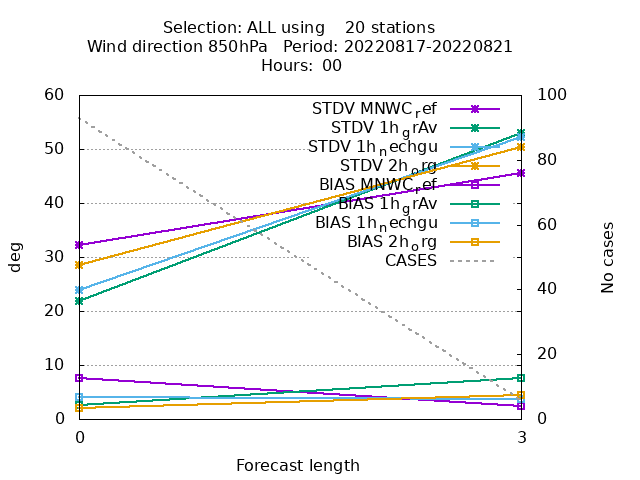 Selection: ALL using    20 stations
Wind direction 850hPa   Period: 20220817-20220821
Hours: 00
60
50
40
30
20
10
0
100
80
60
40
20
0
STDV MNWC_ref
STDV 1h_grAv
STDV 1h_nechgu
STDV 2h_org
BIAS MNWC_ref
BIAS 1h_grAv
BIAS 1h_nechgu
BIAS 2h_org
CASES
deg
No cases
0
3
Forecast length